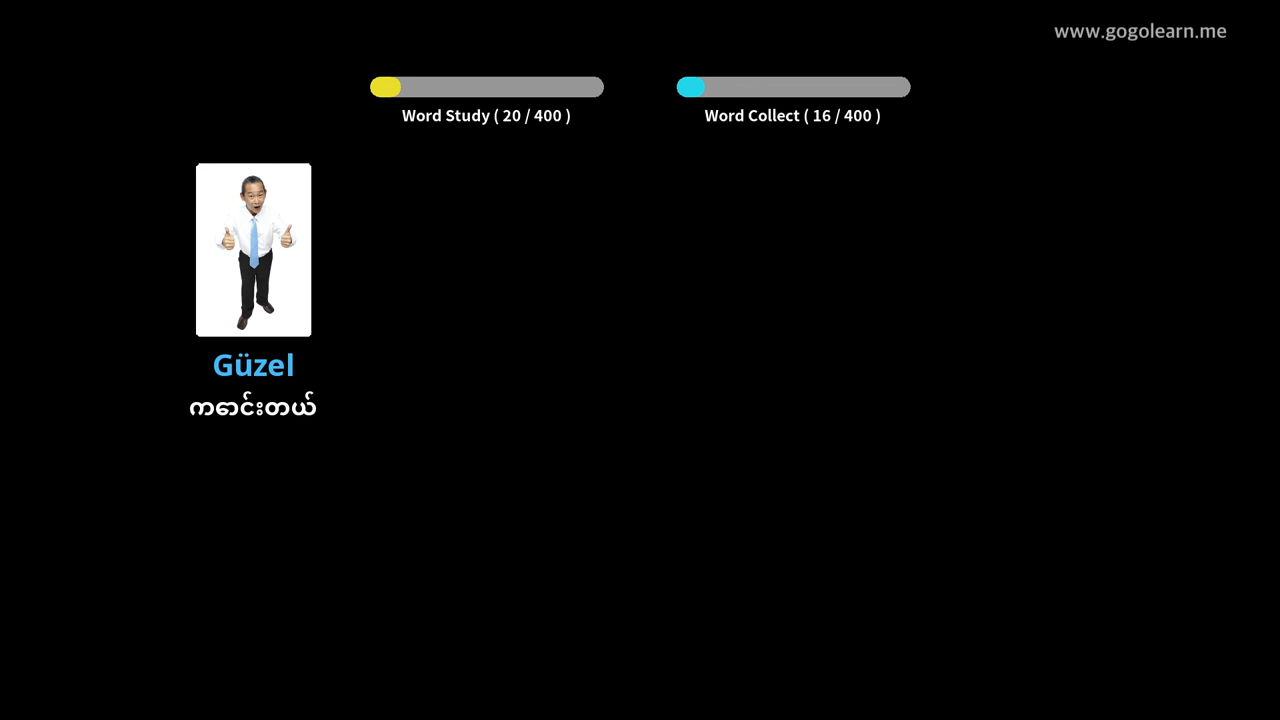 www.gogolearn.me
Word Study ( 20 / 400 )
Word Collect ( 16 / 400 )
Güzel
ကောင်းတယ်